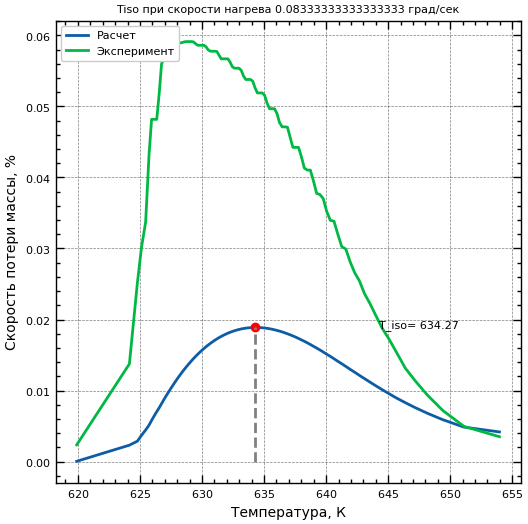 Tiso при скорости нагрева 0.08333333333333333 град/сек
Расчет
Эксперимент
Скорость потери массы, %
0.06
0.05
0.04
0.03
0.02
0.01
0.00
T_iso= 634.27
620 625 630 635 640 645 650 655
Температура, К